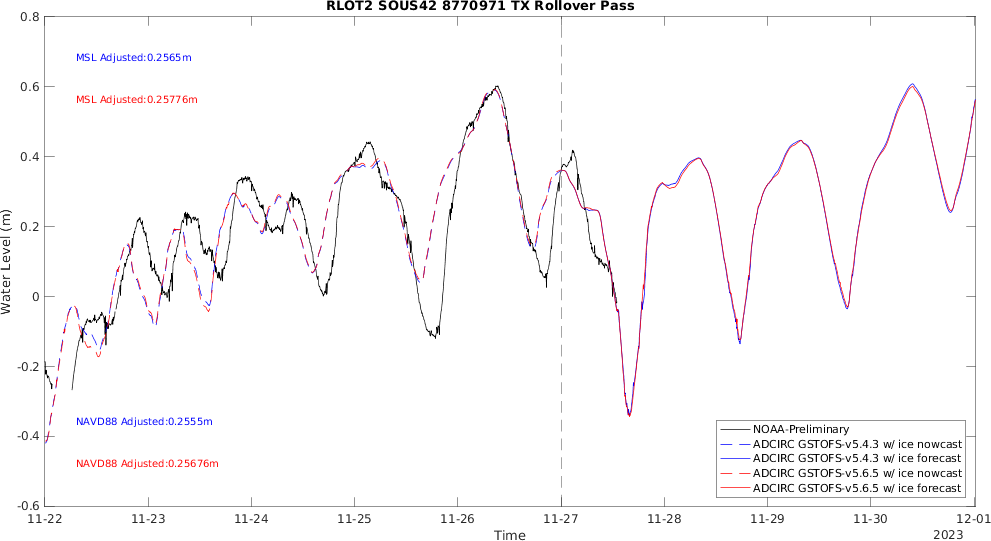 RLOT2 SOUS42 8770971 TX Rollover Pass
0.8
MSL Adjusted:0.2565m
0.6
MSL Adjusted:0.25776m
0.4
0.2
Water Level (m)
0
-0.2
NAVD88 Adjusted:0.2555m
-0.4
NAVD88 Adjusted:0.25676m
-0.6
NOAA-Preliminary
ADCIRC GSTOFS-v5.4.3 w/ ice nowcast
ADCIRC GSTOFS-v5.4.3 w/ ice forecast
ADCIRC GSTOFS-v5.6.5 w/ ice nowcast
ADCIRC GSTOFS-v5.6.5 w/ ice forecast
11-22 11-23 11-24 11-25 11-26 11-27 11-28 11-29 11-30 12-01
Time
2023